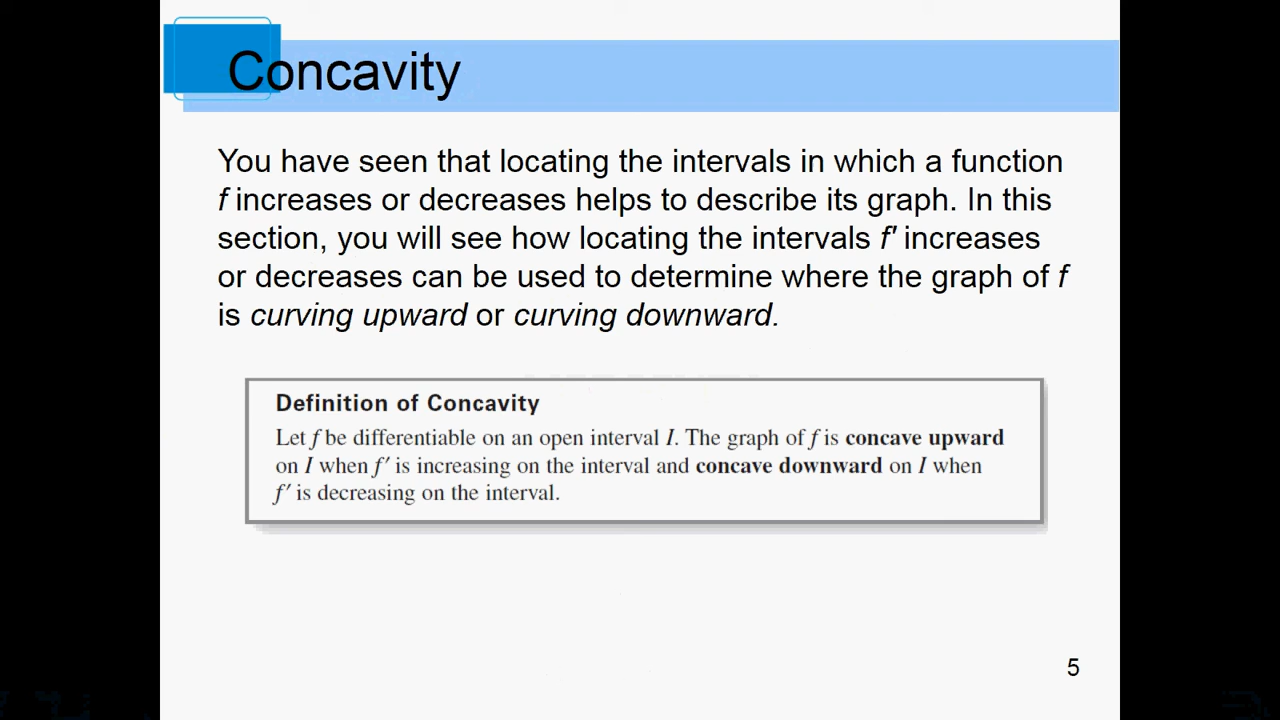 Concavity
You have seen that locating the intervals in which a function
f increases or decreases helps to describe its graph. In this
section, you will see how locating the intervals f′ increases
or decreases can be used to determine where the graph of f
is curving upward or curving downward.
Definition of Concavity
Let f be differentiable on an open interval I. The graph of f is concave upward
on I when f′ is increasing on the interval and concave downward on I when
f′ is decreasing on the interval.
5